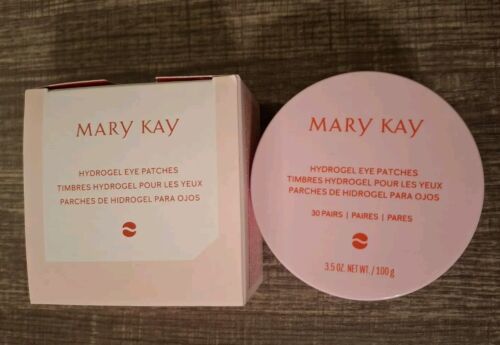 MARY KAY
HYDROGEL EYE PATCHES
TIMBRES HYDROGEL POUR LES YEUX
PARCHES DE HIDROGEL PARA OJOS
MARY KAY
HYDROGEL EYE PATCHES
TIMBRES HYDROGEL POUR LES YEUX
PARCHES DE HIDROGEL PARA OJOS
30 PAIRS | PAIRES | PARES
3.5 OZ. NET WT. / 100 g